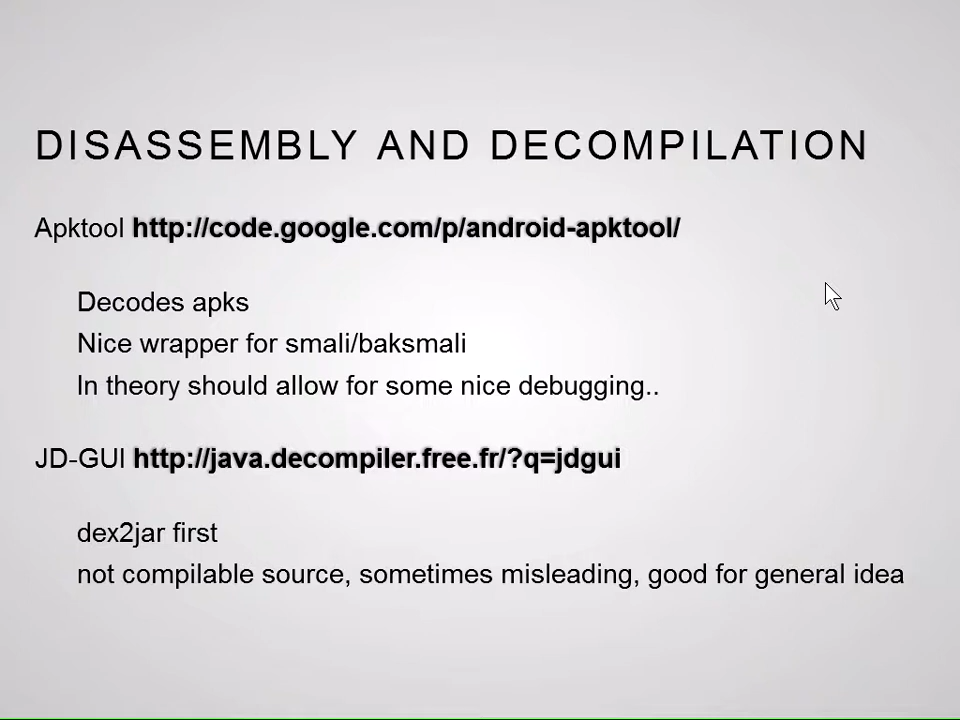 DISASSEMBLY AND DECOMPILATION
Apktool http://code.google.com/p/android-apktool/
Decodes apks
Nice wrapper for smali/baksmali
In theory should allow for some nice debugging..
JD-GUI http://java.decompiler.free.fr/?q=jdgui
dex2jar first
not compilable source, sometimes misleading, good for general idea